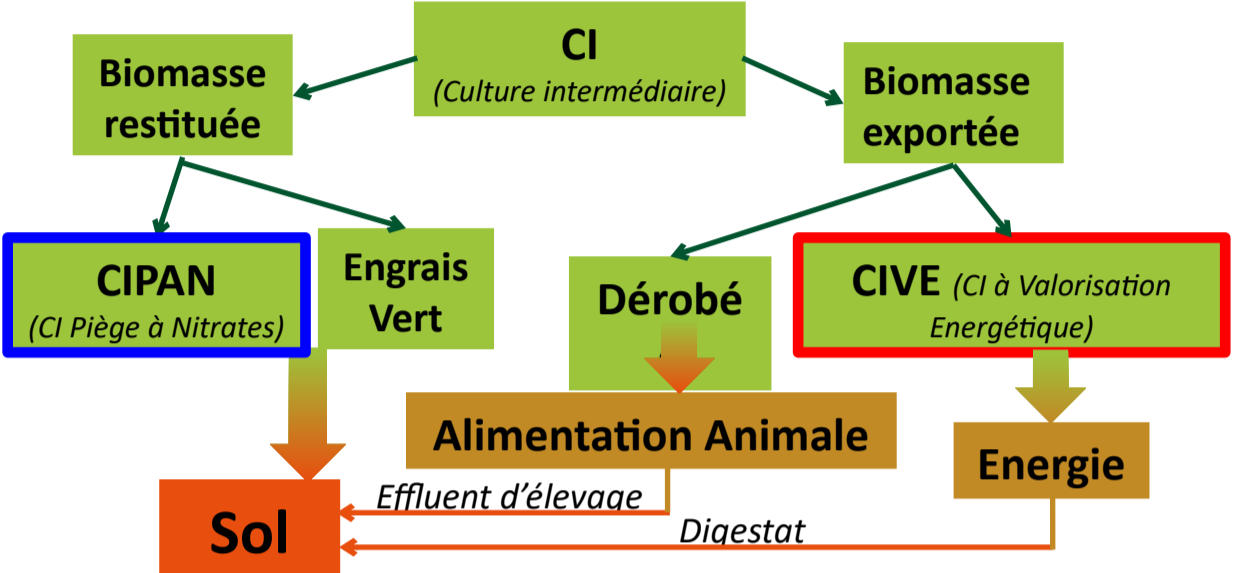 CI
(Culture intermédiaire)
Biomasse
restituée
Biomasse
exportée
CIPAN
(CI Piège à Nitrates)
Engrais
Vert
Dérobé
CIVE (CI à Valorisation
Energétique)
Alimentation Animale
Energie
Effluent d’élevage
Digestat
Sol